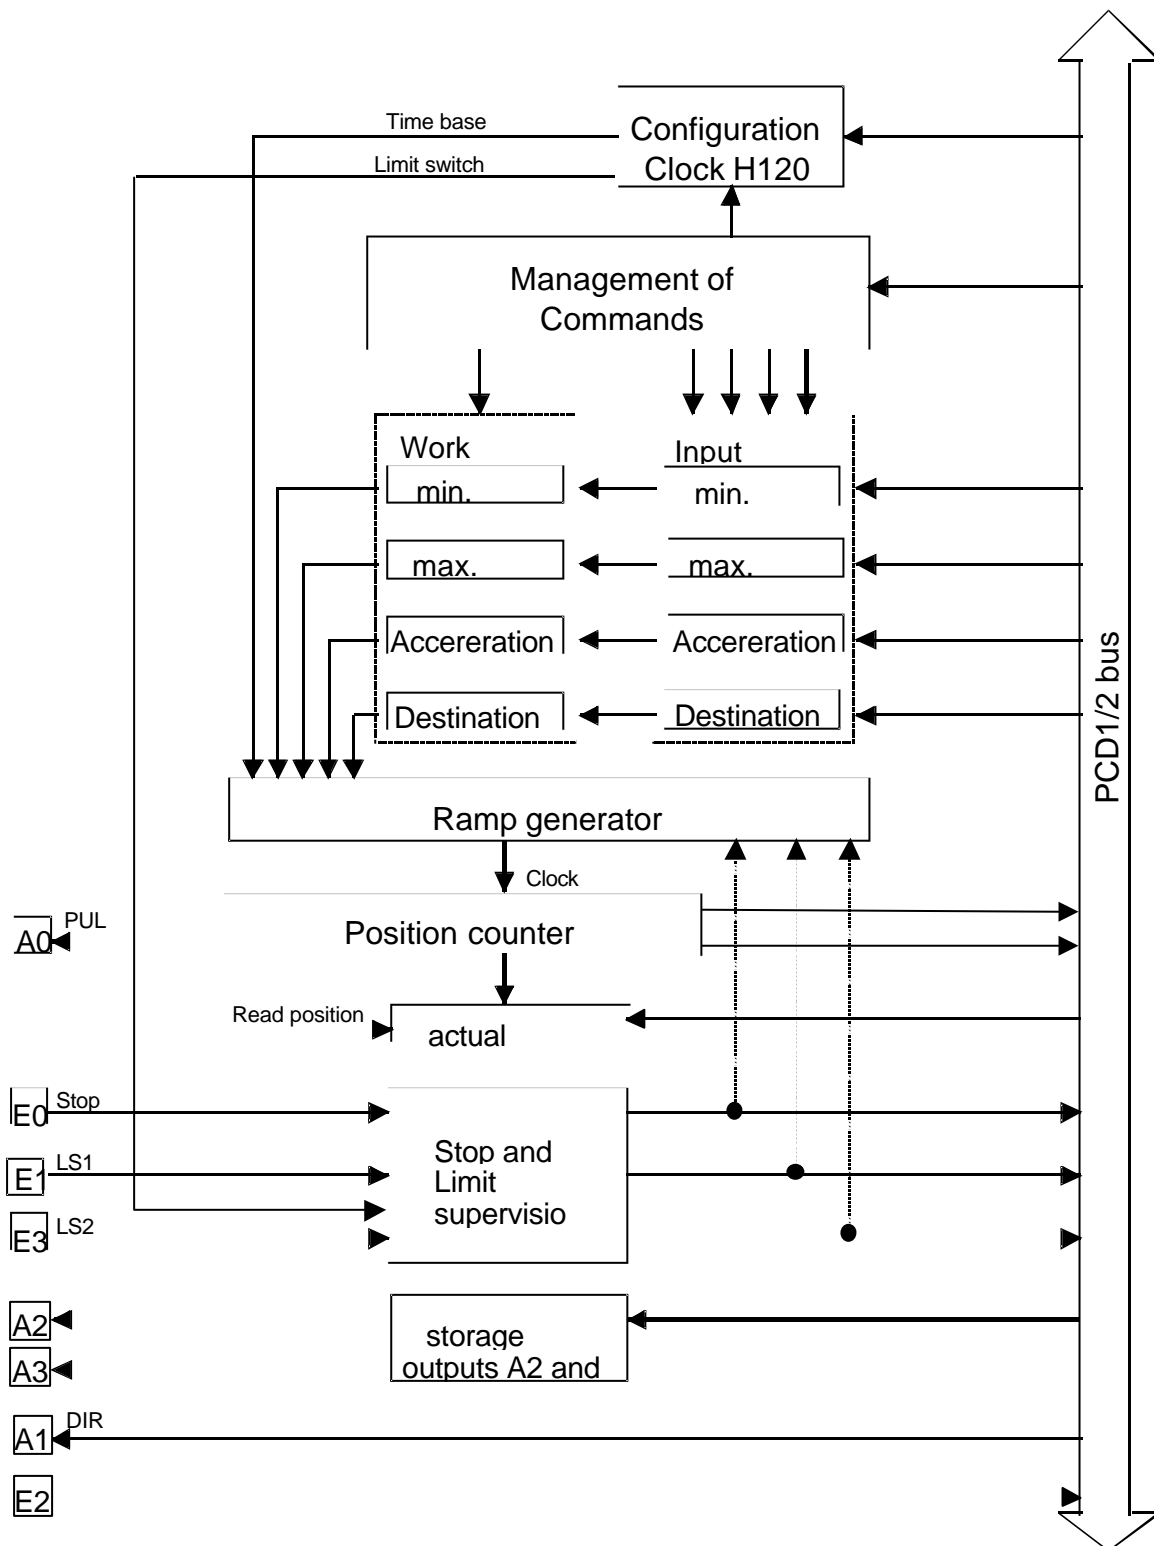 Time base
Limit switch
Configuration
Clock H120
Management of
Commands
Work
Input
min.
min.
max.
max.
Accereration
Accereration
Destination
Destination
PCD1/2 bus
Ramp generator
Clock
PUL
A0
Position counter
Read position
actual
Stop
E0
LS1
E1
LS2
E3
Stop and
Limit
supervisio
A2
A3
storage
outputs A2 and
DIR
A1
E2